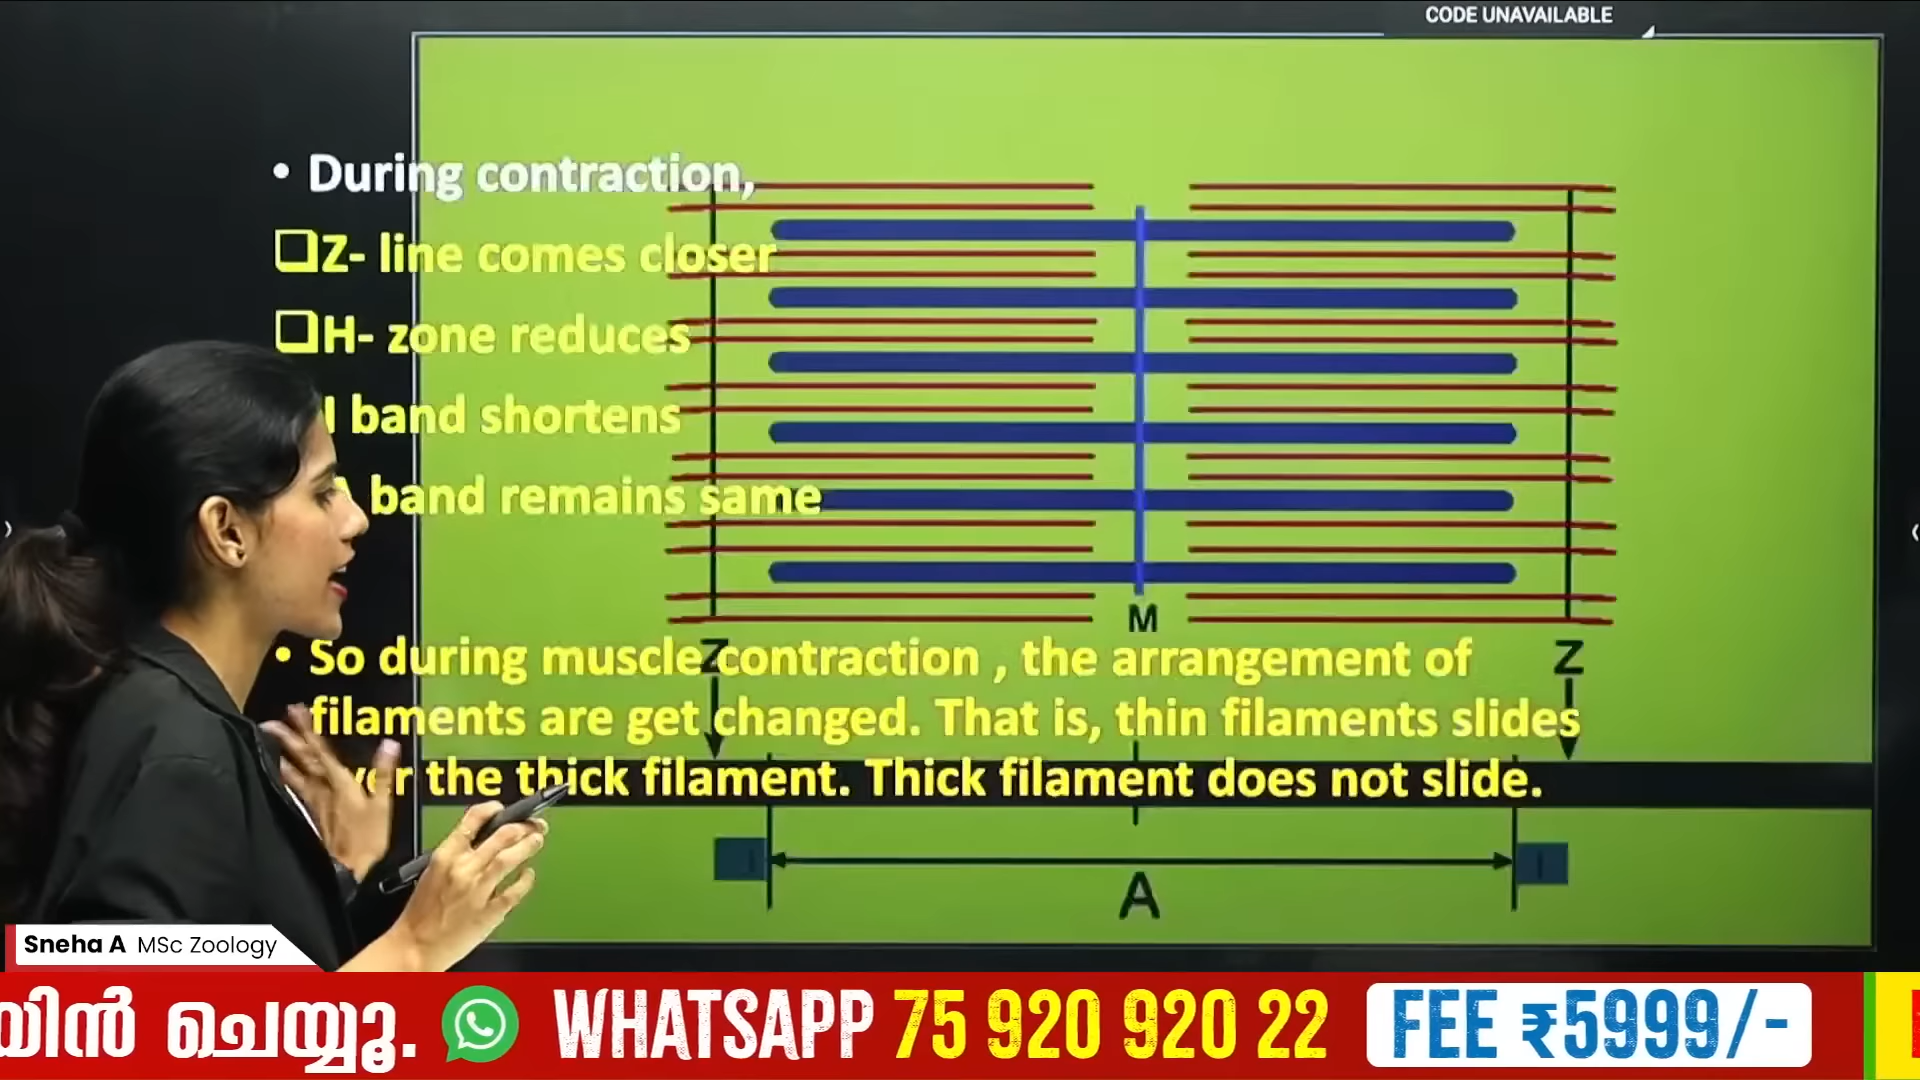 CODE UNAVAILABLE
• During contraction,
❑Z- line comes closer
❑H- zone reduces
I band shortens
A band remains same
M
Z
Z
• So during muscle contraction , the arrangement of
filaments are get changed. That is, thin filaments slides
over the thick filament. Thick filament does not slide.
I
I
A
Sneha A MSc Zoology
യിൻ ചെയ്യൂ. WHATSAPP 75 920 920 22 FEE ₹5999/-